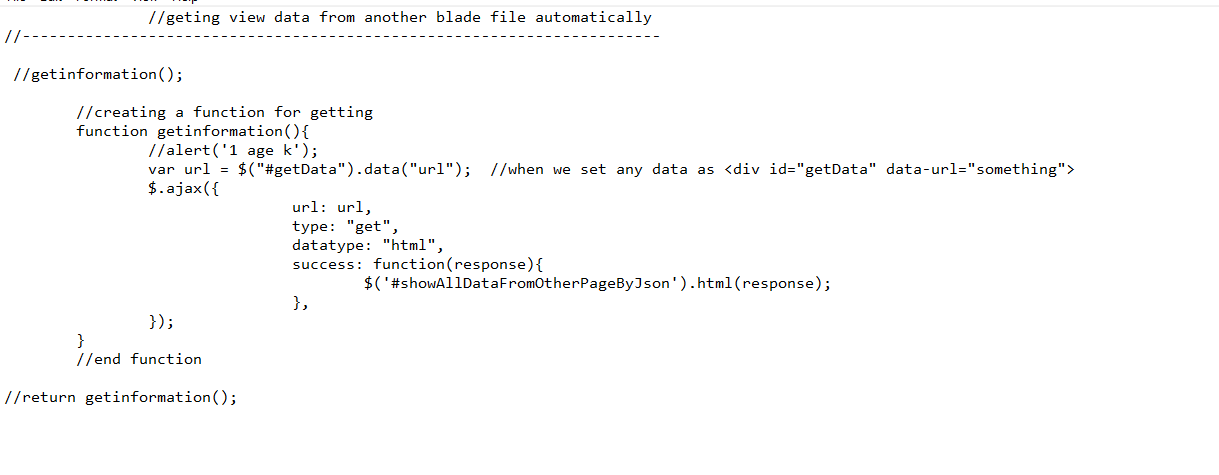 //geting view data from another blade file automatically
//-----------------------------------------------------------------------
//getinformation();
//creating a function for getting
function getinformation(){
//alert('1 age k');
var url = $("#getData").data("url");  //when we set any data as <div id="getData" data-url="something">
$.ajax({
url: url,
type: "get",
datatype: "html",
success: function(response){
$('#showAllDataFromOtherPageByJson').html(response);
},
});
}
//end function
//return getinformation();